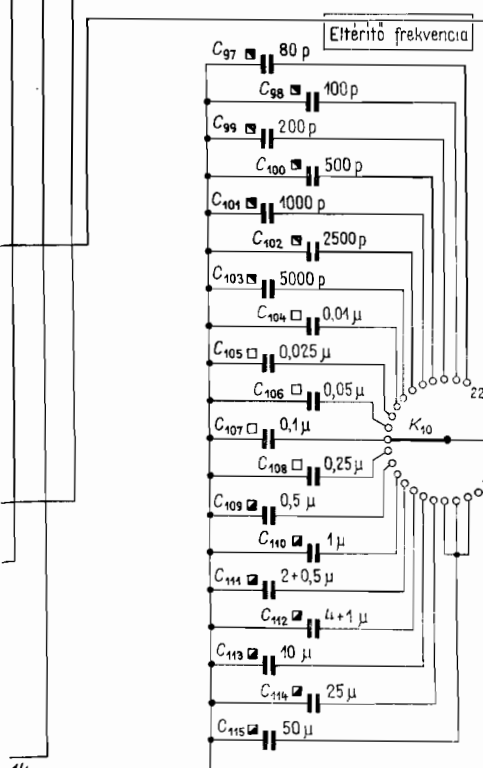 Eltérítő frekvencia
C97 80 p
C98 100 p
C99 200 p
C100 500 p
C101 1000 p
C102 2500 p
C103 5000 p
C104 0,01 μ
C105 0,025 μ
C106 0,05 μ
22
K10
C107 0,1 μ
C108 0,25 μ
C109 0,5 μ
C110 1 μ
C111 2+0,5 μ
C112 4+1 μ
C113 10 μ
C114 25 μ
C115 50 μ